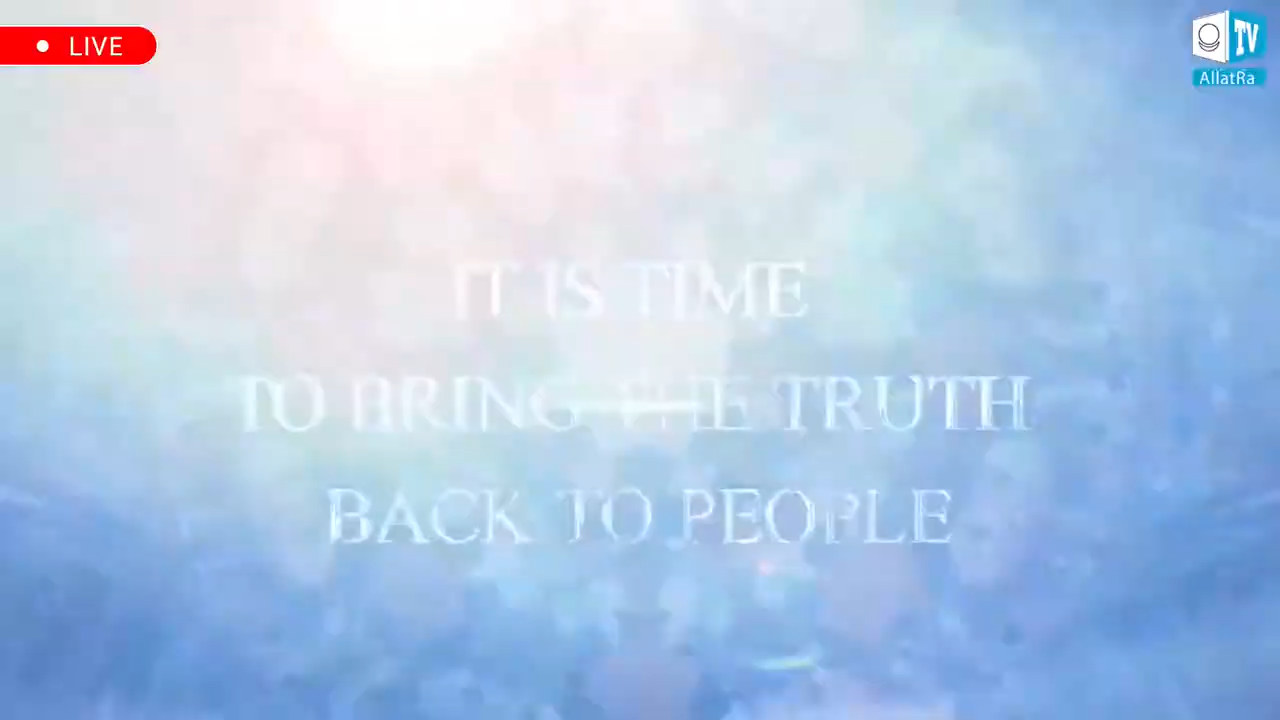 LIVE
TV
AllatRa
IT IS TIME
TO BRING THE TRUTH
BACK TO PEOPLE